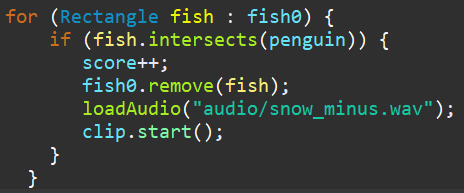 for (Rectangle fish : fish0) {
if (fish.intersects(penguin)) {
score++;
fish0.remove(fish);
loadAudio("audio/snow_minus.wav");
clip.start();
}
}